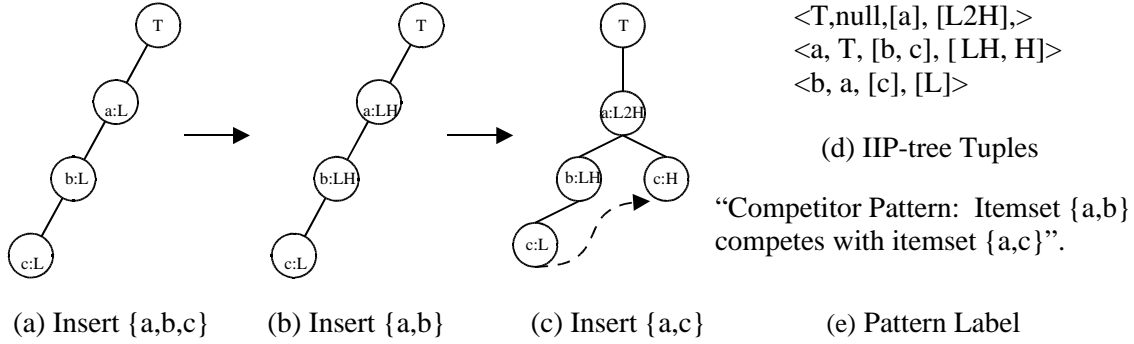 T
a:L
b:L
c:L
(a) Insert {a,b,c}
T
a:LH
b:LH
c:L
(b) Insert {a,b}
T
a:L2H
b:LH
c:H
c:L
(c) Insert {a,c}
<T,null,[a], [L2H],>
<a, T, [b, c], [LH, H]>
<b, a, [c], [L]>
(d) IIP-tree Tuples
“Competitor Pattern: Itemset {a,b}
competes with itemset {a,c}”.
(e) Pattern Label